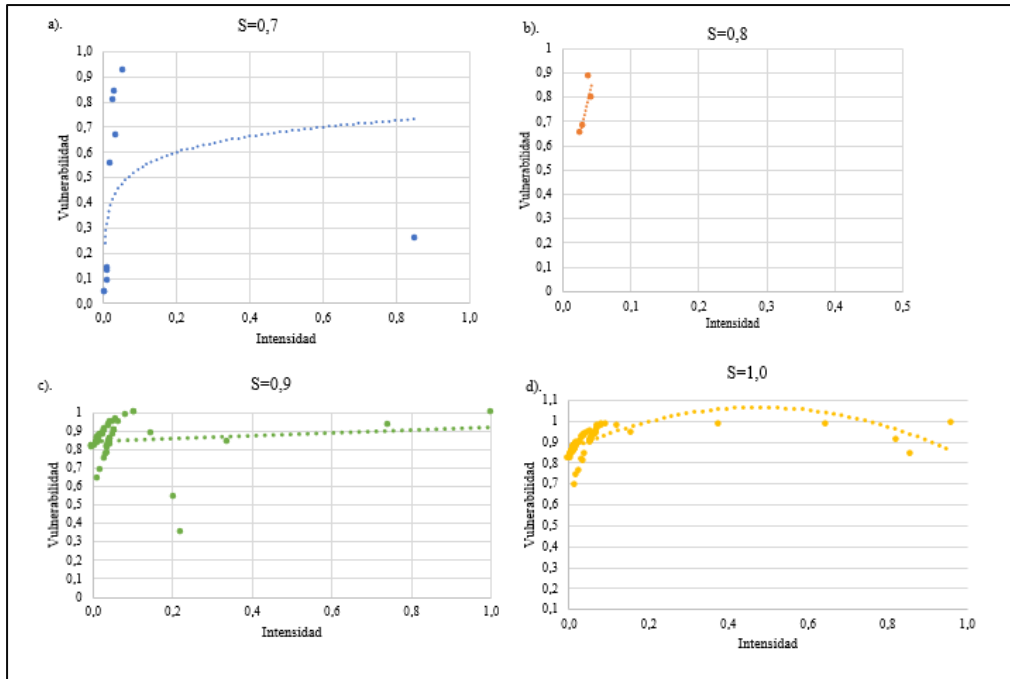 a).
S=0,7
1,0
0,9
0,8
0,7
0,6
0,5
0,4
0,3
0,2
0,1
0,0
Vulnerabilidad
0,0 0,2 0,4 0,6 0,8 1,0
Intensidad
b).
S=0,8
1
0,9
0,8
0,7
0,6
0,5
0,4
0,3
0,2
0,1
0
Vulnerabilidad
0,0 0,1 0,2 0,3 0,3 0,4 0,5
Intensidad
c).
S=0,9
1
0,9
0,8
0,7
0,6
0,5
0,4
0,3
0,2
0,1
0
Vulnerabilidad
0,0 0,2 0,4 0,6 0,8 1,0
Intensidad
d).
S=1,0
1,1
1
0,9
0,8
0,7
0,6
0,5
0,4
0,3
0,2
0,1
Vulnerabilidad
0,0 0,2 0,4 0,6 0,8 1,0
Intensidad